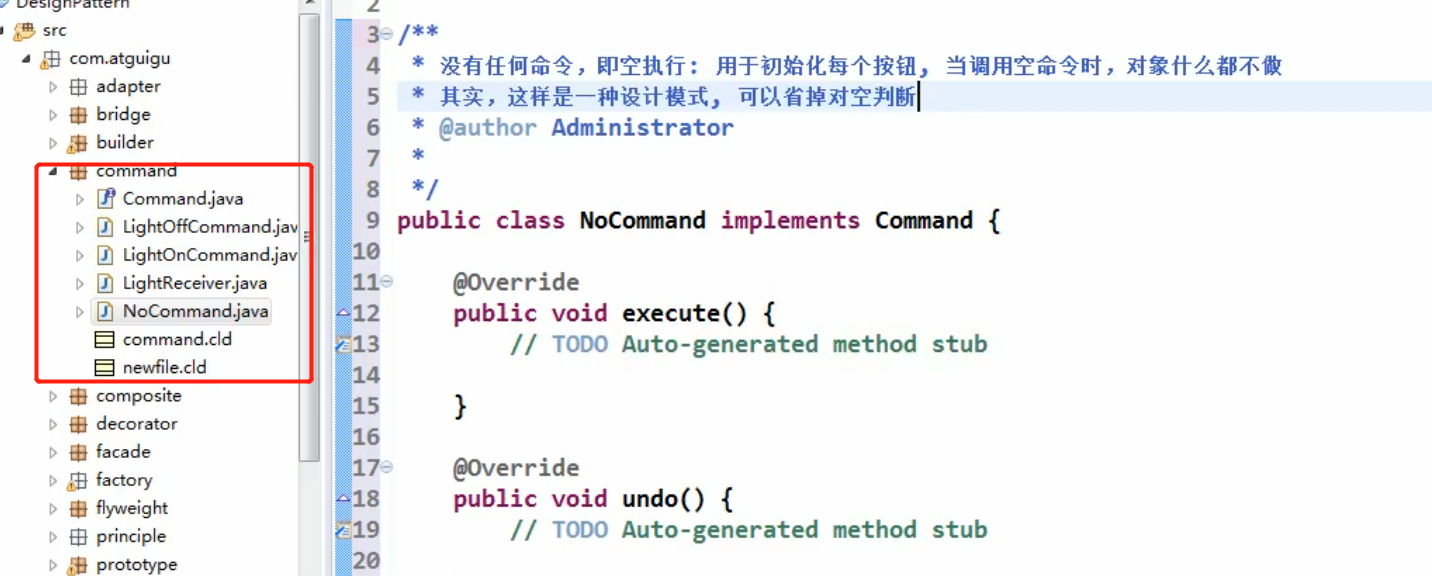 DesignPattern
src
com.atguigu
adapter
bridge
builder
command
Command.java
LightOffCommand.jav
LightOnCommand.jav
LightReceiver.java
NoCommand.java
command.cld
newfile.cld
composite
decorator
facade
factory
flyweight
principle
prototype
2
3 /**
4 * 没有任何命令，即空执行: 用于初始化每个按钮, 当调用空命令时，对象什么都不做
5 * 其实，这样是一种设计模式, 可以省掉对空判断
6 * @author Administrator
7 *
8 */
9 public class NoCommand implements Command {
10
11 @Override
12 public void execute() {
13 // TODO Auto-generated method stub
14
15 }
16
17 @Override
18 public void undo() {
19 // TODO Auto-generated method stub
20